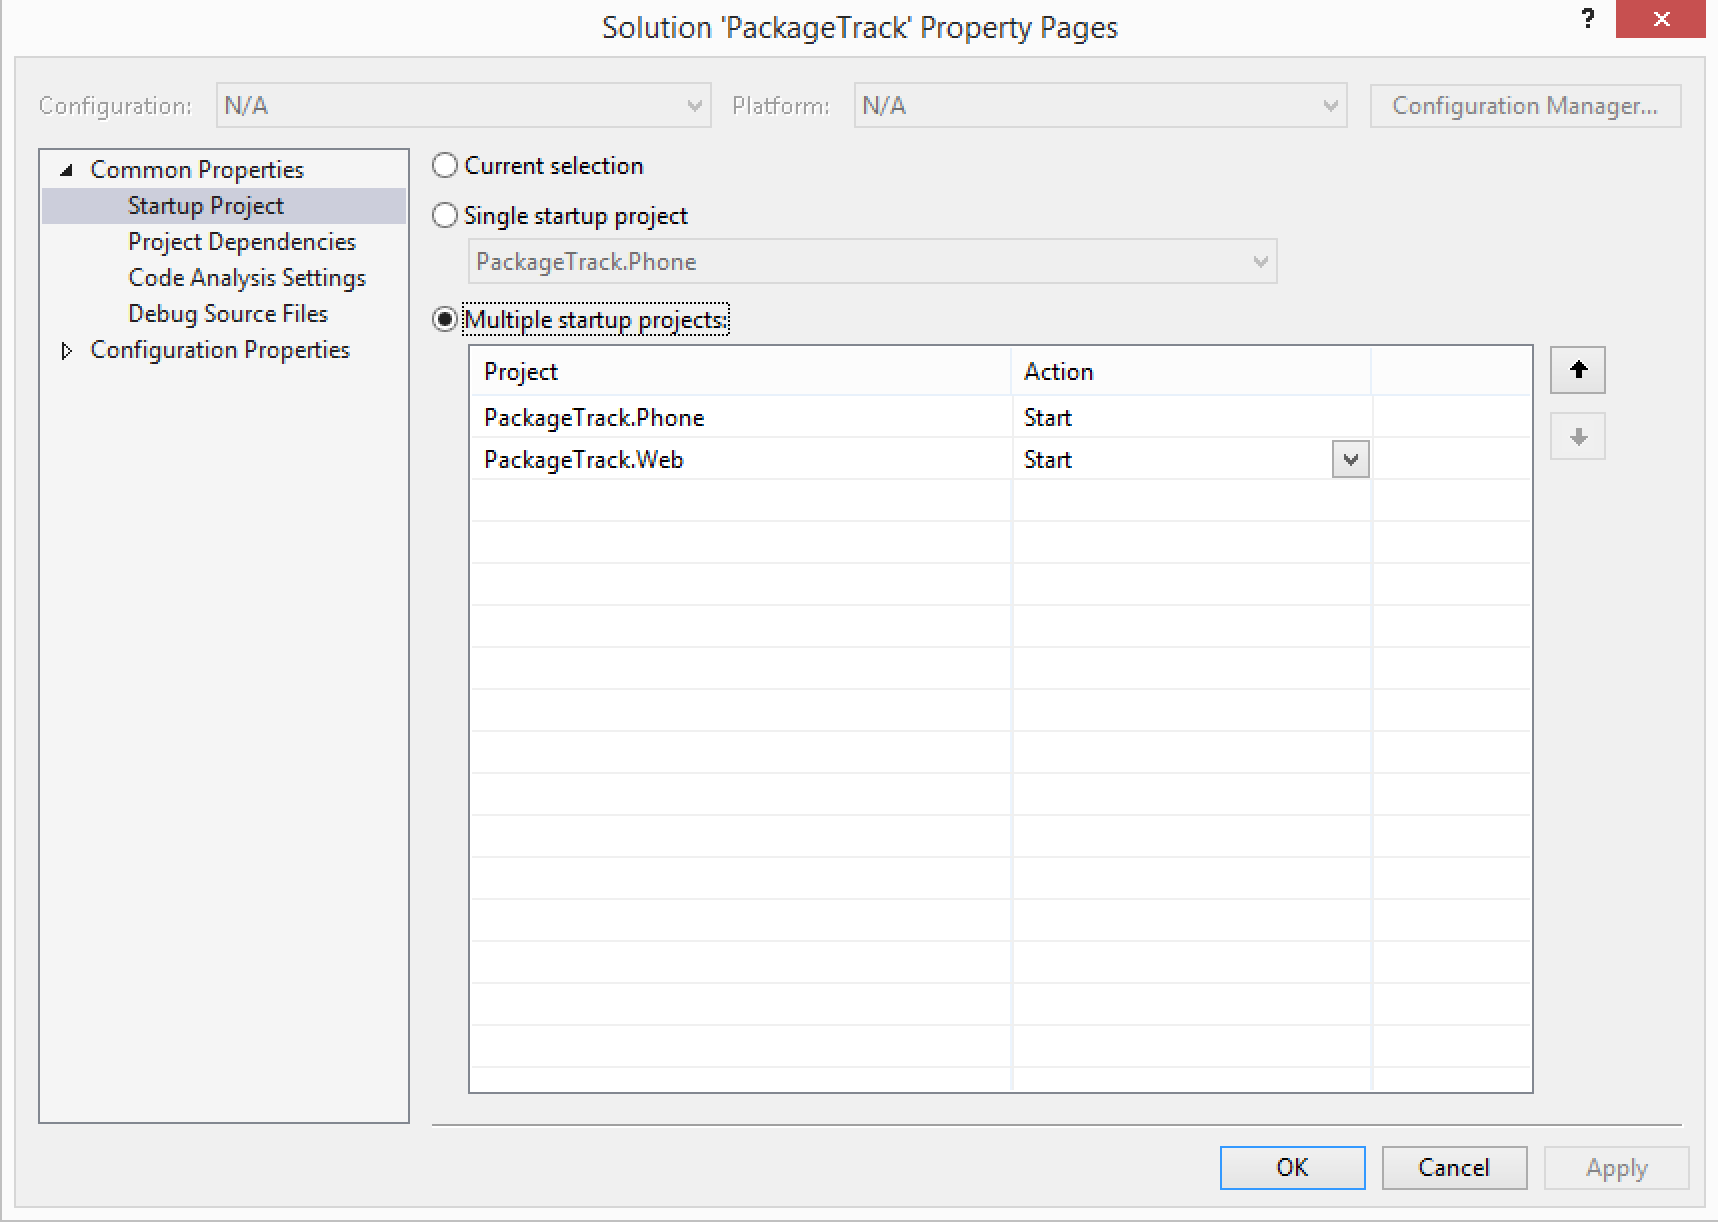 Solution 'PackageTrack' Property Pages
?
Configuration: N/A Platform: N/A Configuration Manager...
Common Properties
Startup Project
Project Dependencies
Code Analysis Settings
Debug Source Files
Configuration Properties
Current selection
Single startup project
PackageTrack.Phone
Multiple startup projects:
Project Action
PackageTrack.Phone Start
PackageTrack.Web Start
OK Cancel Apply